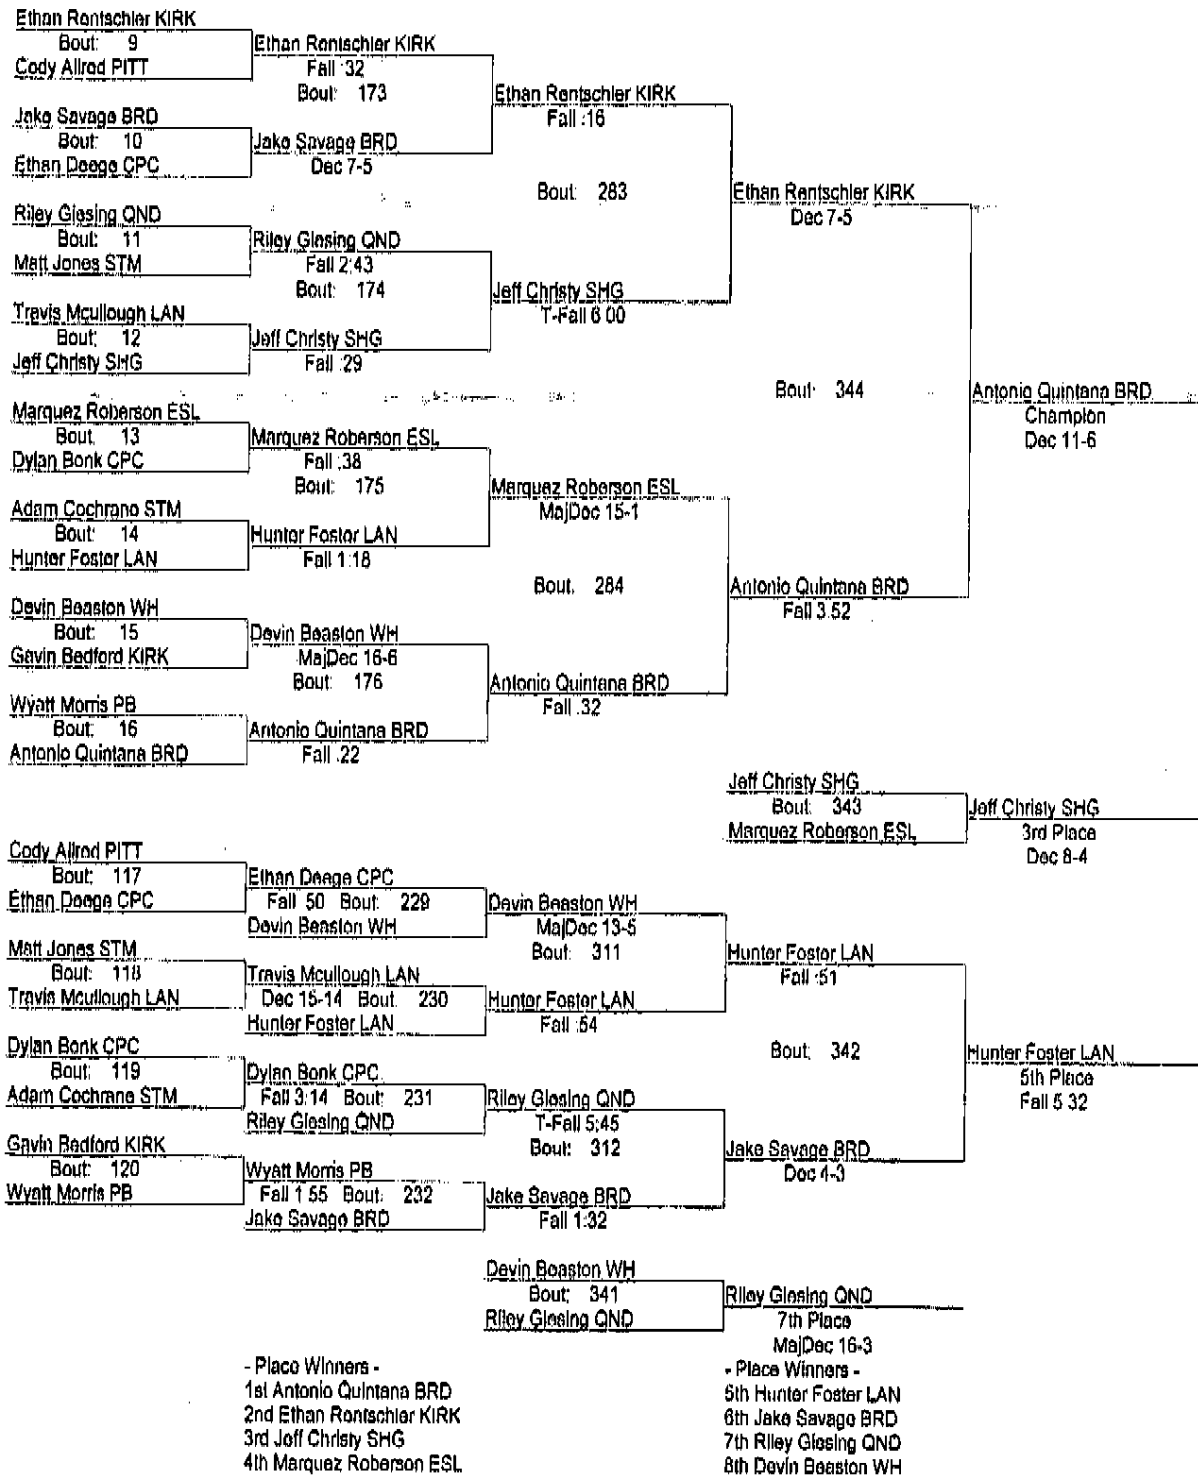 Ethan Rentschler KIRK
Bout: 9
Cody Allred PITT
Ethan Rentschler KIRK
Fall :32
Bout: 173
Jake Savage BRD
Bout: 10
Ethan Deege CPC
Jake Savage BRD
Dec 7-5
Ethan Rentschler KIRK
Fall :16
Bout: 283
Riley Giesing QND
Bout: 11
Matt Jones STM
Riley Giesing QND
Fall 2:43
Bout: 174
Travis Mcullough LAN
Bout: 12
Jeff Christy SHG
Jeff Christy SHG
Fall :29
Jeff Christy SHG
T-Fall 6 00
Ethan Rentschler KIRK
Dec 7-5
Bout: 344
Marquez Roberson ESL
Bout: 13
Dylan Bonk CPC
Marquez Roberson ESL
Fall :38
Bout: 175
Adam Cochrane STM
Bout: 14
Hunter Foster LAN
Hunter Foster LAN
Fall 1:18
Marquez Roberson ESL
MajDec 15-1
Bout. 284
Devin Beaston WH
Bout: 15
Gavin Bedford KIRK
Devin Beaston WH
MajDec 16-6
Bout: 176
Wyatt Morris PB
Bout: 16
Antonio Quintana BRD
Antonio Quintana BRD
Fall .22
Antonio Quintana BRD
Fall .32
Antonio Quintana BRD
Fall 3.52
Antonio Quintana BRD
Champion
Dec 11-6
Jeff Christy SHG
Bout: 343
Marquez Roberson ESL
Jeff Christy SHG
3rd Place
Dec 8-4
Cody Allred PITT
Bout: 117
Ethan Deege CPC
Ethan Deege CPC
Fall 50 Bout: 229
Devin Beaston WH
Devin Beaston WH
MajDec 13-5
Bout: 311
Matt Jones STM
Bout: 118
Travis Mcullough LAN
Travis Mcullough LAN
Dec 15-14 Bout. 230
Hunter Foster LAN
Hunter Foster LAN
Fall :54
Hunter Foster LAN
Fall :51
Bout: 342
Dylan Bonk CPC
Bout: 119
Adam Cochrane STM
Dylan Bonk CPC
Fall 3:14 Bout: 231
Riley Giesing QND
Riley Giesing QND
T-Fall 5:45
Bout: 312
Gavin Bedford KIRK
Bout: 120
Wyatt Morris PB
Wyatt Morris PB
Fall 1 55 Bout: 232
Jake Savage BRD
Jake Savage BRD
Fall 1:32
Jake Savage BRD
Dec 4-3
Hunter Foster LAN
5th Place
Fall 5 32
Devin Beaston WH
Bout: 341
Riley Giesing QND
Riley Giesing QND
7th Place
MajDec 16-3
- Place Winners -
1st Antonio Quintana BRD
2nd Ethan Rentschler KIRK
3rd Jeff Christy SHG
4th Marquez Roberson ESL
- Place Winners -
5th Hunter Foster LAN
6th Jake Savage BRD
7th Riley Giesing QND
8th Devin Beaston WH